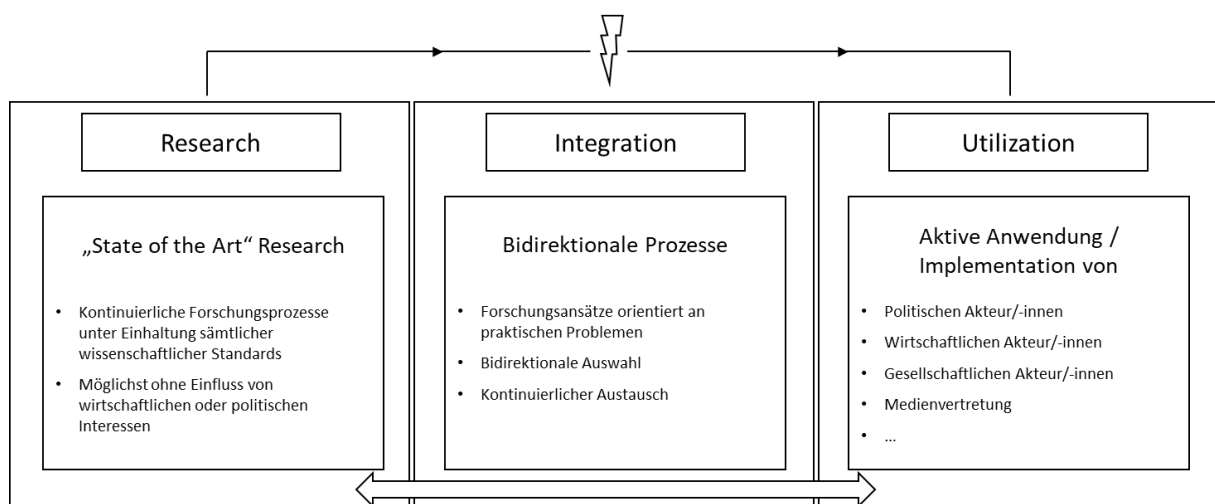 Research
„State of the Art“ Research
• Kontinuierliche Forschungsprozesse
unter Einhaltung sämtlicher
wissenschaftlicher Standards
• Möglichst ohne Einfluss von
wirtschaftlichen oder politischen
Interessen
Integration
Bidirektionale Prozesse
• Forschungsansätze orientiert an
praktischen Problemen
• Bidirektionale Auswahl
• Kontinuierlicher Austausch
Utilization
Aktive Anwendung /
Implementation von
• Politischen Akteur/-innen
• Wirtschaftlichen Akteur/-innen
• Gesellschaftlichen Akteur/-innen
• Medienvertretung
• ...